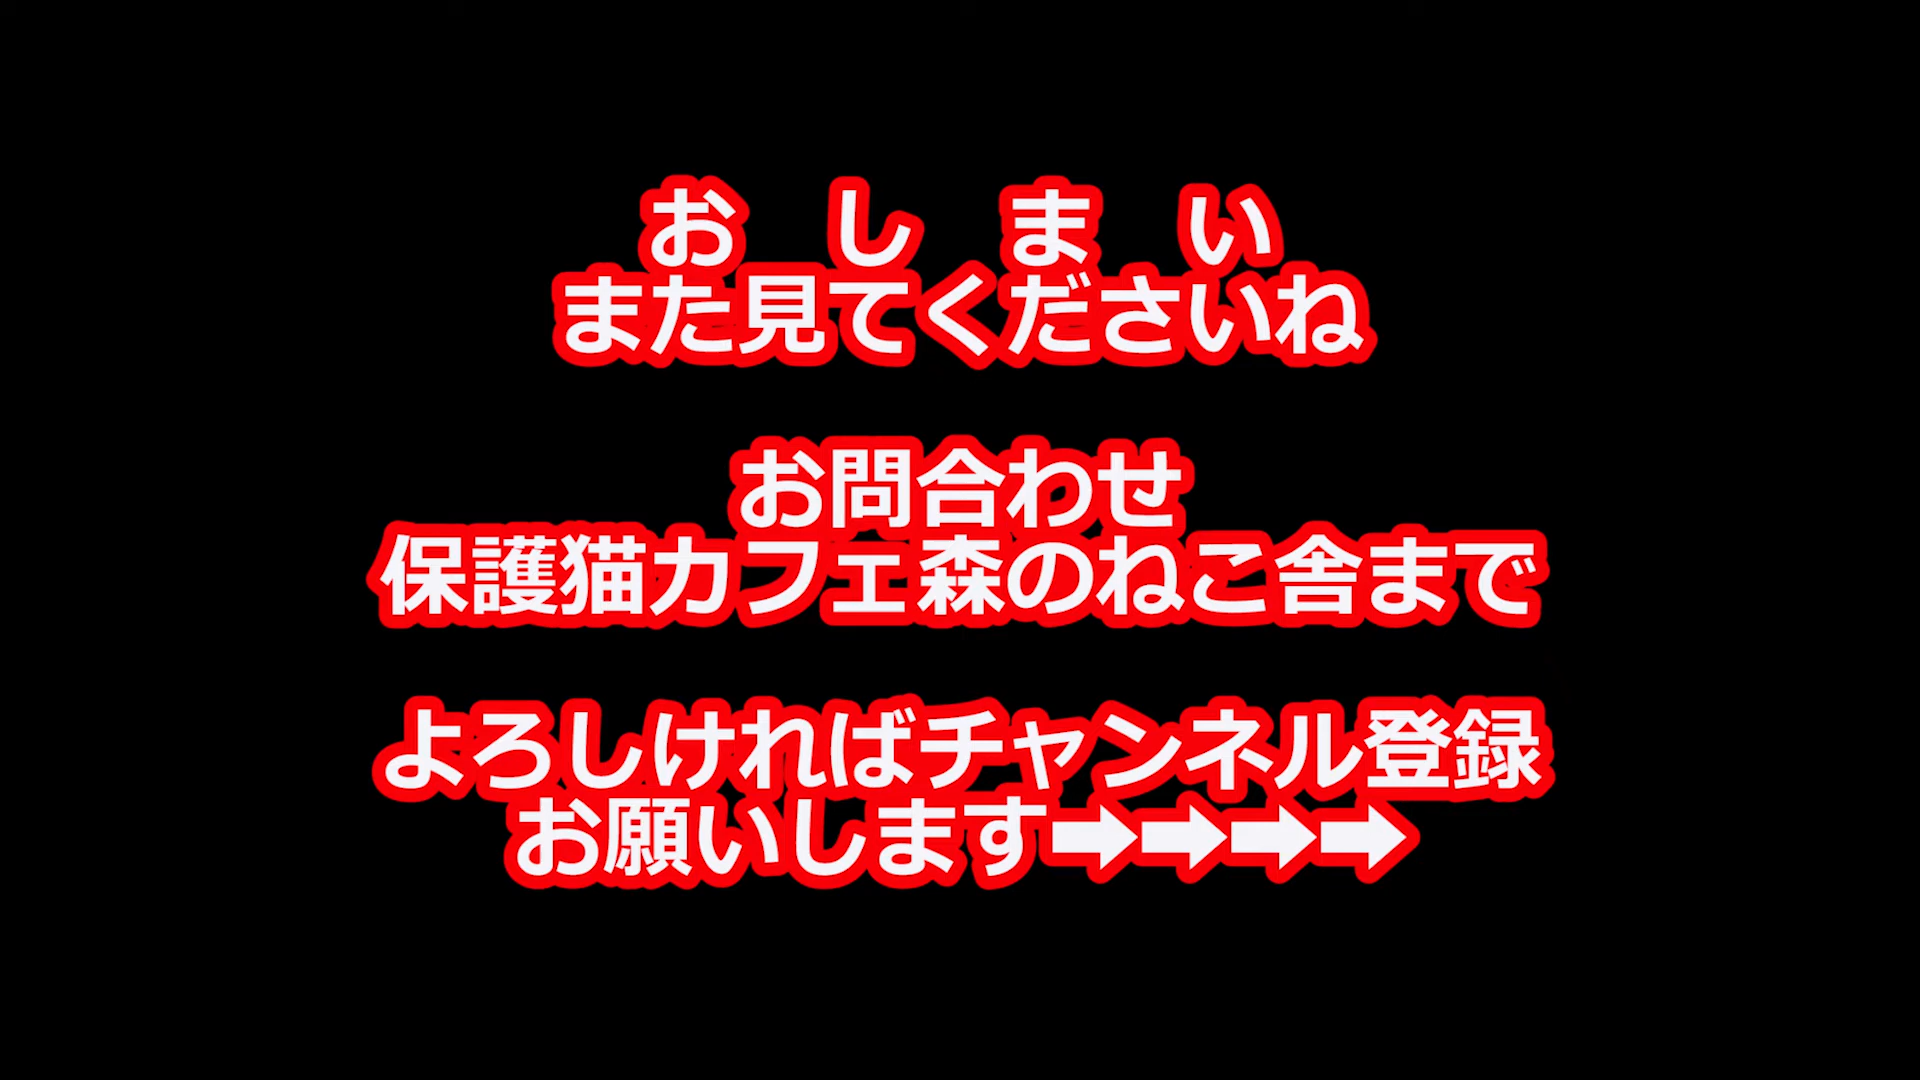 お　し　ま　い
また見てくださいね
お問合わせ
保護猫カフェ森のねこ舎まで
よろしければチャンネル登録
お願いします➡➡➡➡